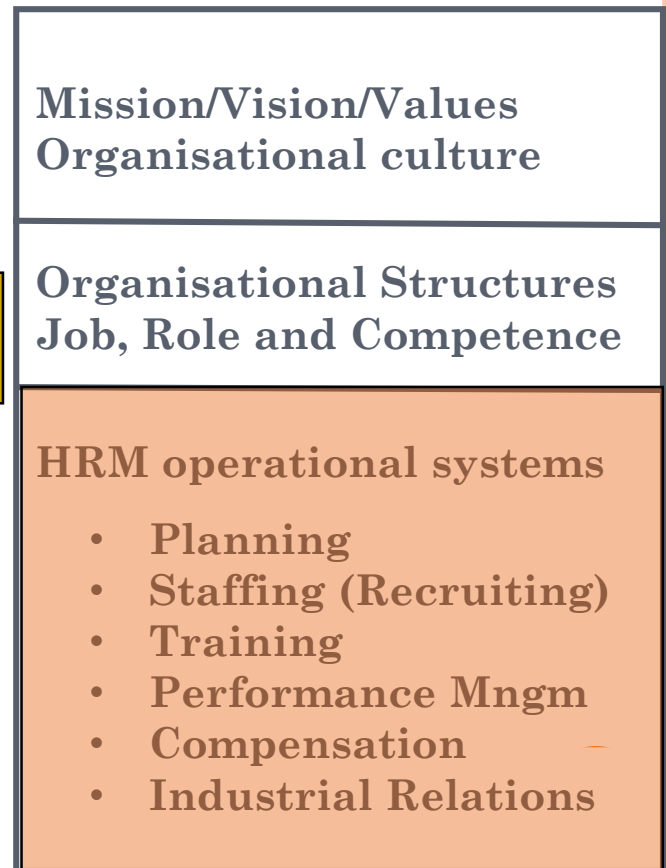 Mission/Vision/Values
Organisational culture
Organisational Structures
Job, Role and Competence
HRM operational systems
• Planning
• Staffing (Recruiting)
• Training
• Performance Mngm
• Compensation
• Industrial Relations